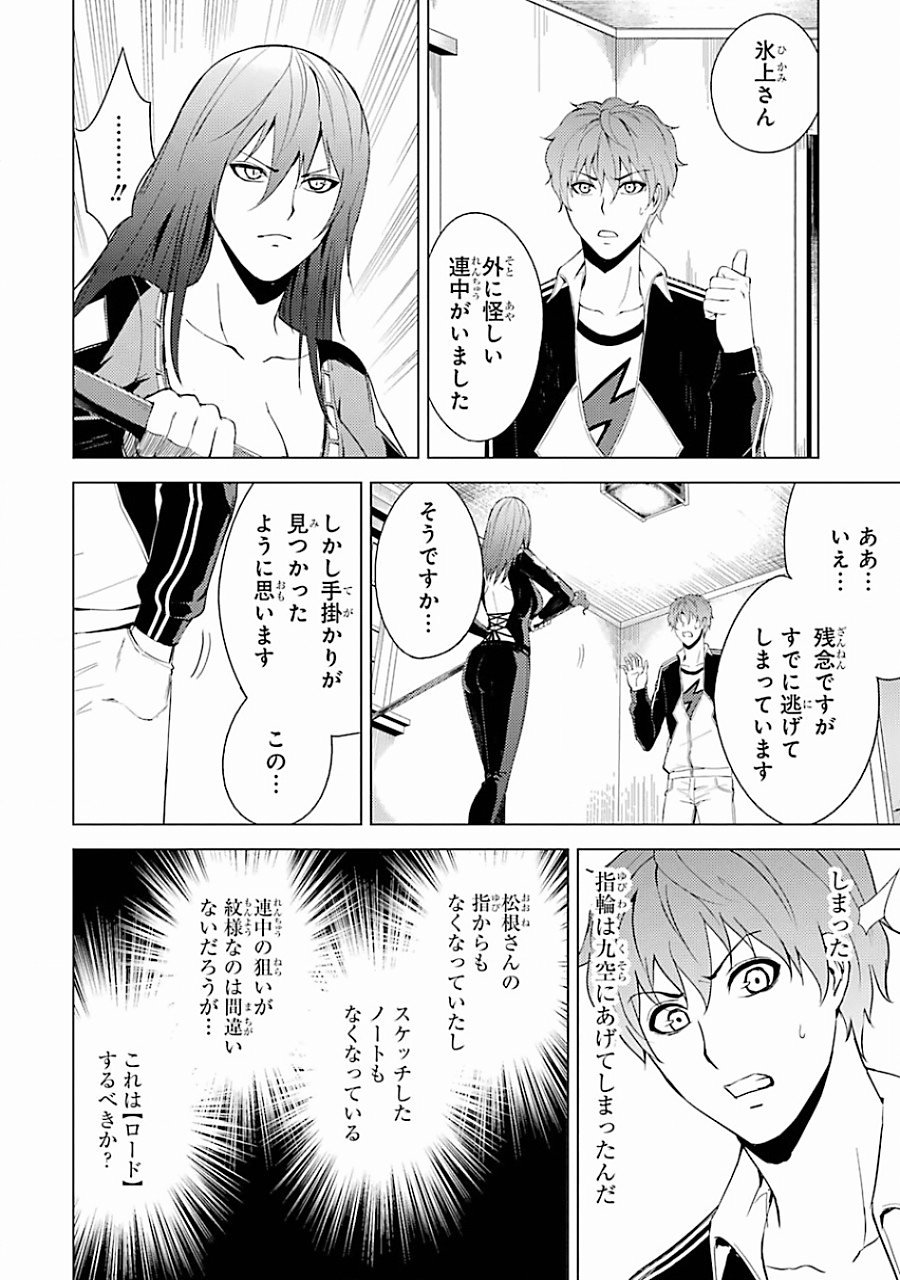 氷上さん
外に怪しい
連中がいました
………!!
ああ…
いえ…
残念ですが
すでに逃げて
しまっています
そうですか…
しかし手掛かりが
見つかった
ように思います
この…
しまった
指輪は九空にあげてしまったんだ
松根さんの
指からも
なくなっていたし
スケッチした
ノートも
なくなっている
連中の狙いが
紋様なのは間違い
ないだろうが…
これは【ロード】
するべきか?